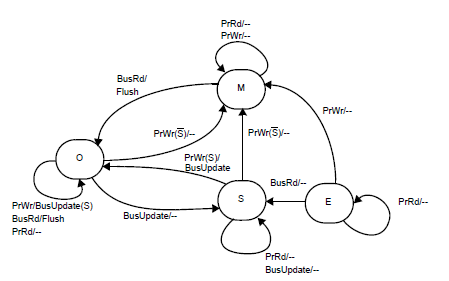 PrRd/--
PrWr/--
BusRd/
Flush
M
PrWr/--
PrWr(S̅)/--
PrWr(S̅)/--
O
PrWr(S)/
BusUpdate
BusRd/--
S
E
PrRd/--
PrWr/BusUpdate(S)
BusRd/Flush
PrRd/--
BusUpdate/--
PrRd/--
BusUpdate/--